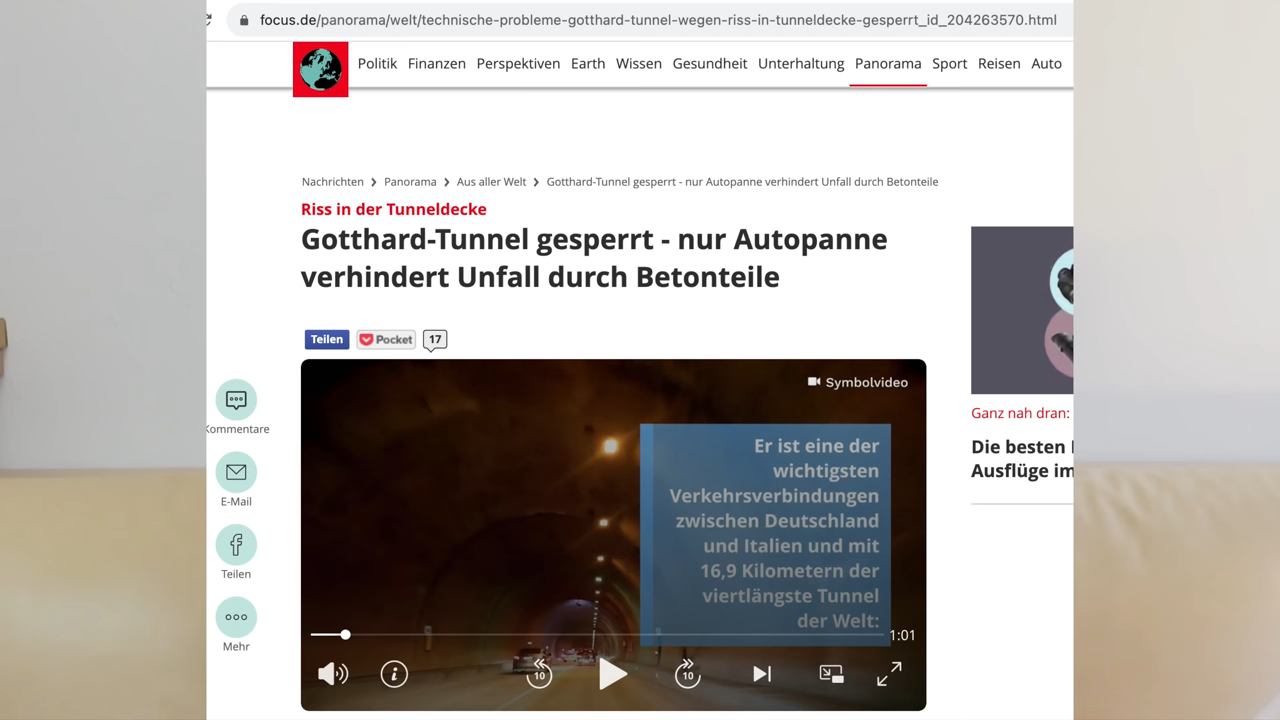 focus.de/panorama/welt/technische-probleme-gotthard-tunnel-wegen-riss-in-tunneldecke-gesperrt_id_204263570.html
Politik Finanzen Perspektiven Earth Wissen Gesundheit Unterhaltung Panorama Sport Reisen Auto
Nachrichten > Panorama > Aus aller Welt > Gotthard-Tunnel gesperrt - nur Autopanne verhindert Unfall durch Betonteile
Riss in der Tunneldecke
Gotthard-Tunnel gesperrt - nur Autopanne
verhindert Unfall durch Betonteile
Teilen Pocket 17
Symbolvideo
Er ist eine der
wichtigsten
Verkehrsverbindungen
zwischen Deutschland
und Italien und mit
16,9 Kilometern der
viertlängste Tunnel
der Welt:
1:01
10 10
Kommentare
E-Mail
Teilen
Mehr
Ganz nah dran:
Die besten
Ausflüge im